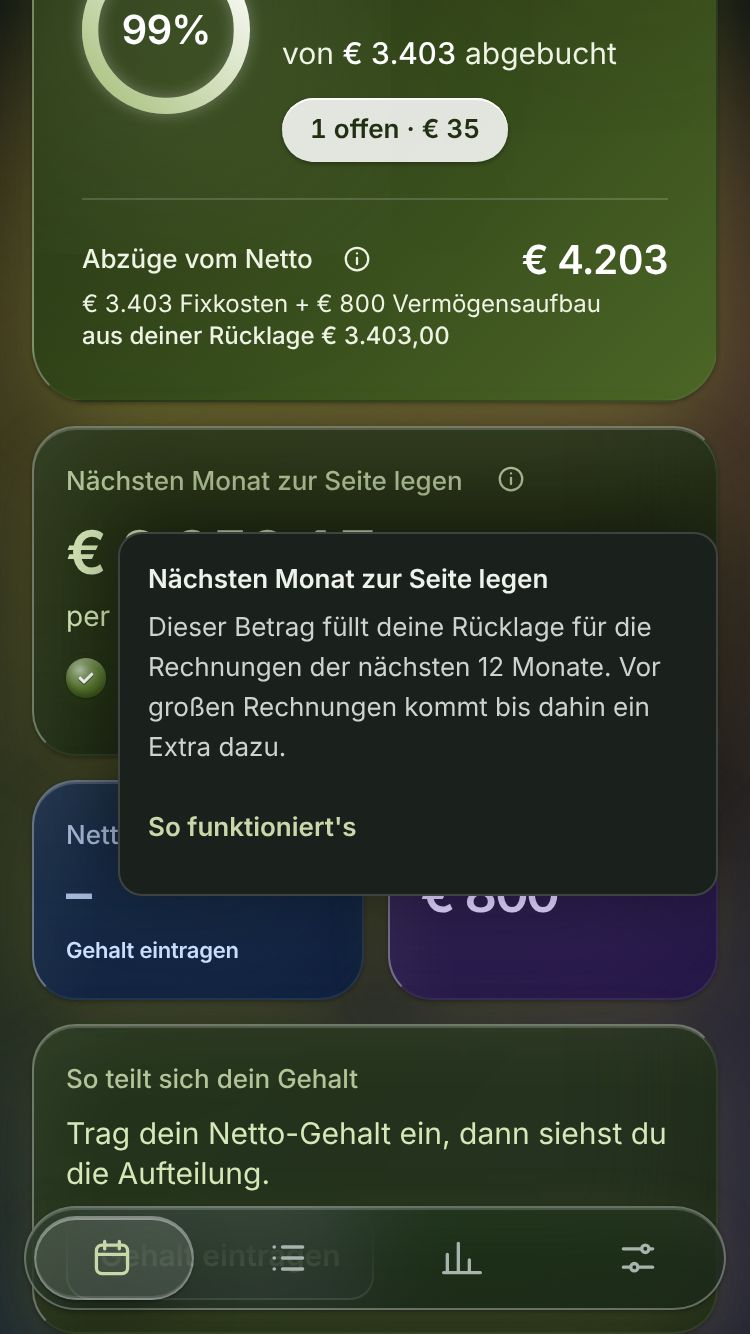 99%
von € 3.403 abgebucht
1 offen · € 35
Abzüge vom Netto
€ 4.203
€ 3.403 Fixkosten + € 800 Vermögensaufbau
aus deiner Rücklage € 3.403,00
Nächsten Monat zur Seite legen
€
per
Nächsten Monat zur Seite legen
Dieser Betrag füllt deine Rücklage für die
Rechnungen der nächsten 12 Monate. Vor
großen Rechnungen kommt bis dahin ein
Extra dazu.
So funktioniert's
Nett
–
Gehalt eintragen
€ 800
So teilt sich dein Gehalt
Trag dein Netto-Gehalt ein, dann siehst du
die Aufteilung.
Gehalt eintragen